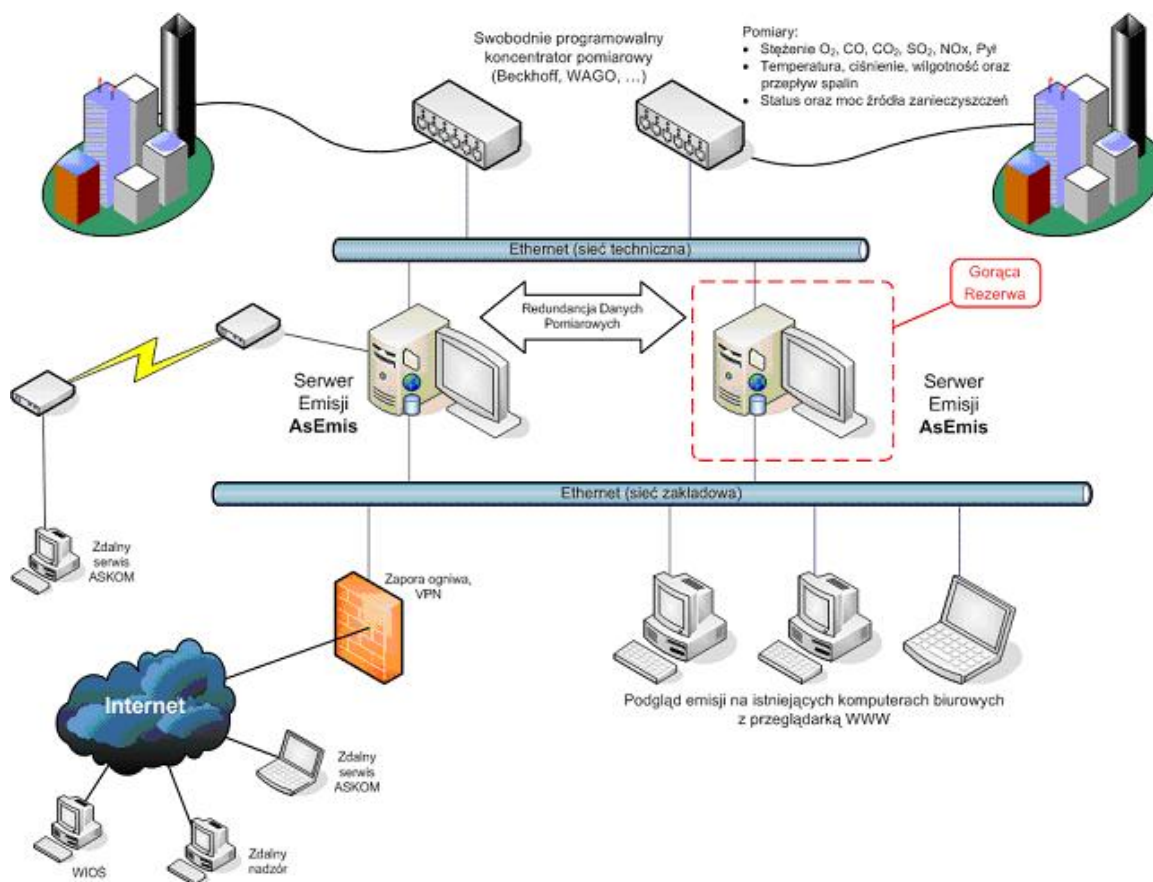 Swobodnie programowalny
koncentrator pomiarowy
(Beckhoff, WAGO, ...)
Pomiary:
• Stężenie O₂, CO, CO₂, SO₂, NOx, Pył
• Temperatura, ciśnienie, wilgotność oraz
przepływ spalin
• Status oraz moc źródła zanieczyszczeń
Ethernet (sieć techniczna)
Gorąca
Rezerwa
Redundancja Danych
Pomiarowych
Serwer
Emisji
AsEmis
Serwer
Emisji
AsEmis
Ethernet (sieć zakładowa)
Zdalny
serwis
ASKOM
Zapora ogniwa,
VPN
Internet
Podgląd emisji na istniejących komputerach biurowych
z przeglądarką WWW
Zdalny
serwis
ASKOM
WIOŚ
Zdalny
nadzór